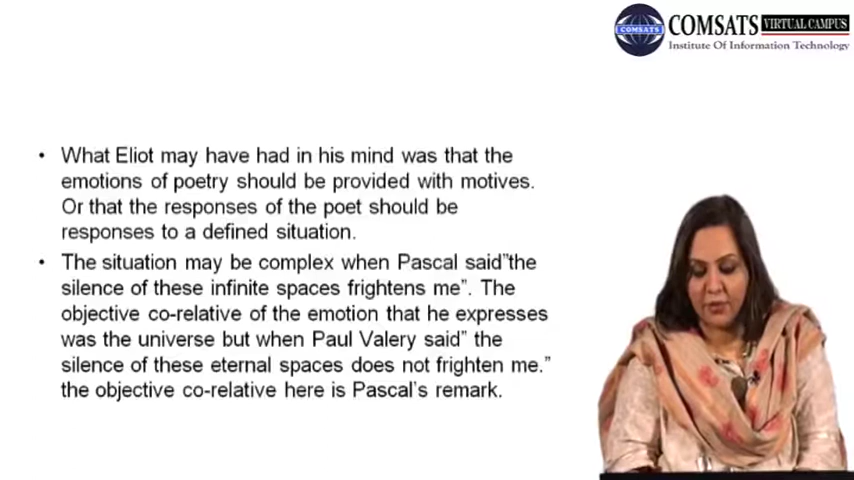 COMSATS VIRTUAL CAMPUS
Institute Of Information Technology
COMSATS
• What Eliot may have had in his mind was that the
emotions of poetry should be provided with motives.
Or that the responses of the poet should be
responses to a defined situation.
• The situation may be complex when Pascal said"the
silence of these infinite spaces frightens me". The
objective co-relative of the emotion that he expresses
was the universe but when Paul Valery said" the
silence of these eternal spaces does not frighten me."
the objective co-relative here is Pascal's remark.